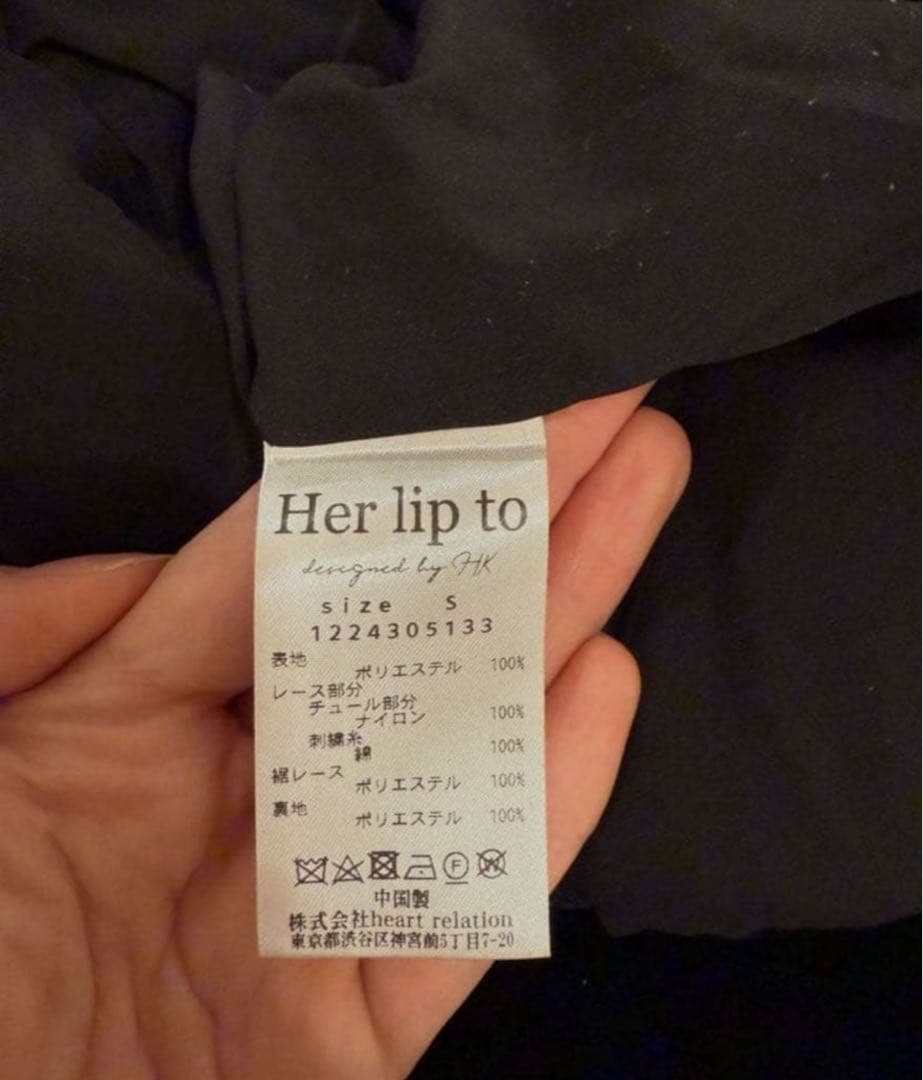 Her lip to
designed by HK
size S
1224305133
表地
ポリエステル 100%
レース部分
チュール部分
ナイロン 100%
刺繍糸
綿 100%
裾レース
ポリエステル 100%
裏地
ポリエステル 100%
F W
中国製
株式会社heart relation
東京都渋谷区神宮前5丁目7-20